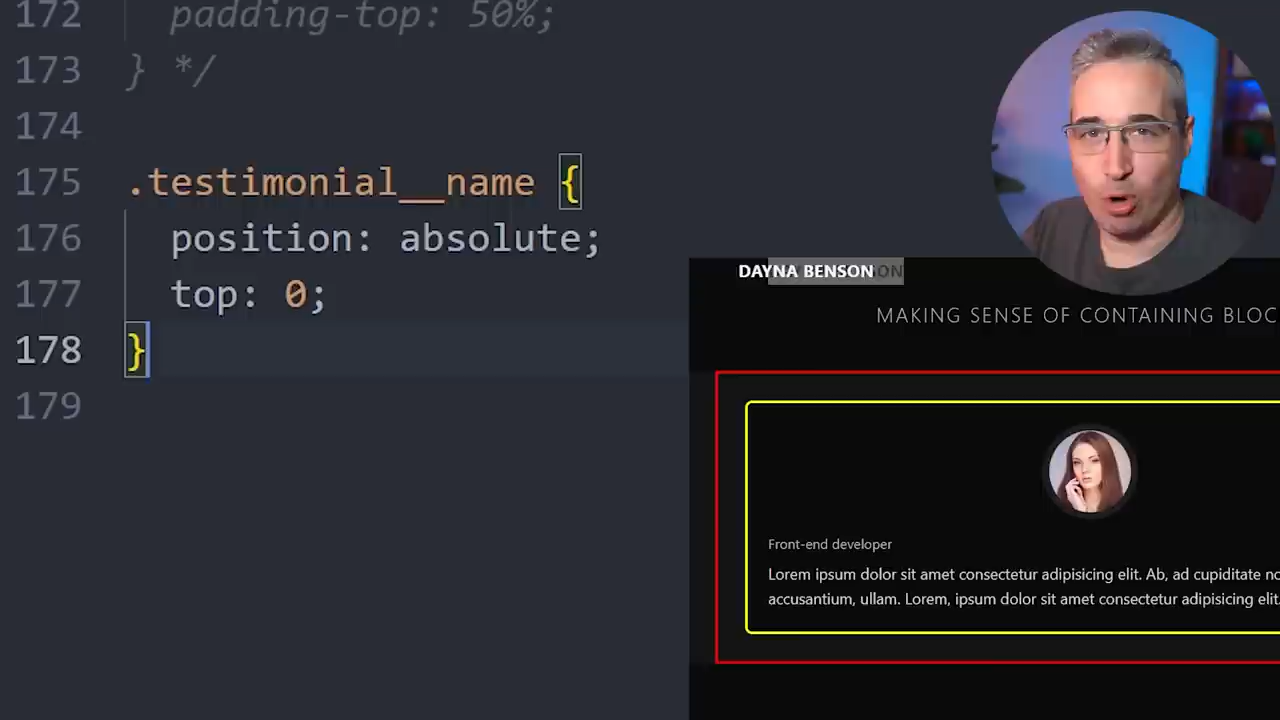 172 padding-top: 50%;
173 } */
174
175 .testimonial__name {
176 position: absolute;
177 top: 0;
178 }
179
DAYNA BENSON
MAKING SENSE OF CONTAINING BLOC
Front-end developer
Lorem ipsum dolor sit amet consectetur adipisicing elit. Ab, ad cupiditate
accusantium, ullam. Lorem, ipsum dolor sit amet consectetur adipisicing elit